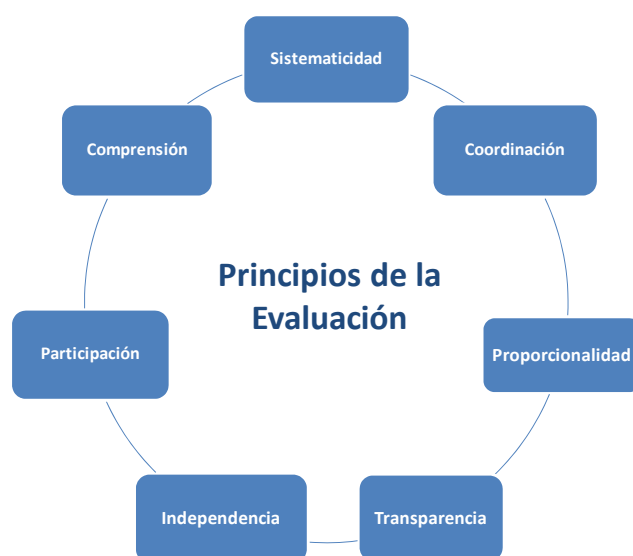 Sistematicidad
Comprensión
Coordinación
Principios de la
Evaluación
Participación
Proporcionalidad
Independencia
Transparencia